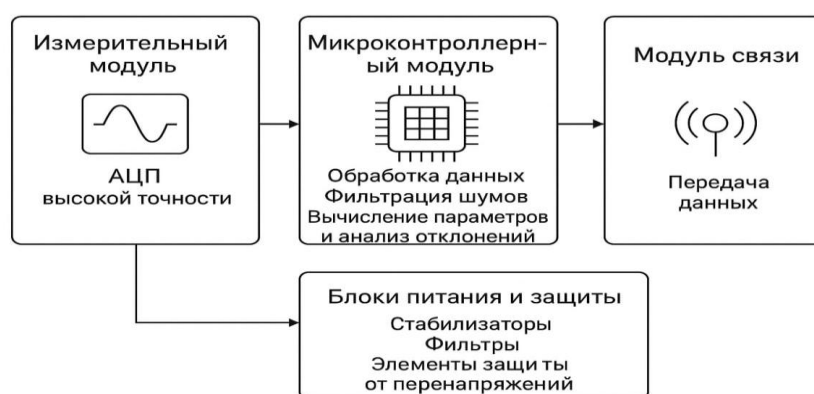 Измерительный
модуль
АЦП
высокой точности
Микроконтроллерн-
ый модуль
Обработка данных
Фильтрация шумов
Вычисление параметров
и анализ отклонений
Модуль связи
Передача
данных
Блоки питания и защиты
Стабилизаторы
Фильтры
Элементы защи ты
от перенапряжений